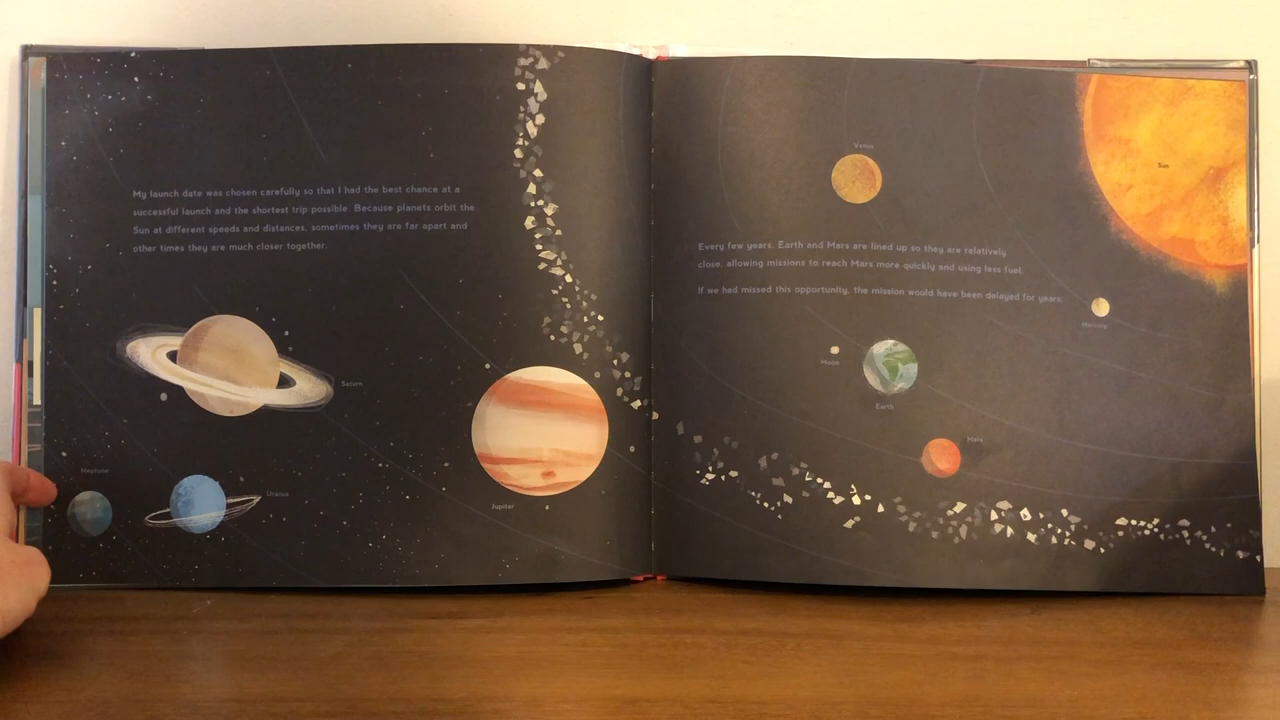 My launch date was chosen carefully so that I had the best chance at a
successful launch and the shortest trip possible. Because planets orbit the
Sun at different speeds and distances, sometimes they are far apart and
other times they are much closer together.
Saturn
Neptune
Uranus
Jupiter
Venus
Sun
Every few years, Earth and Mars are lined up so they are relatively
close, allowing missions to reach Mars more quickly and using less fuel.
If we had missed this opportunity, the mission would have been delayed for years.
Mercury
Moon
Earth
Mars